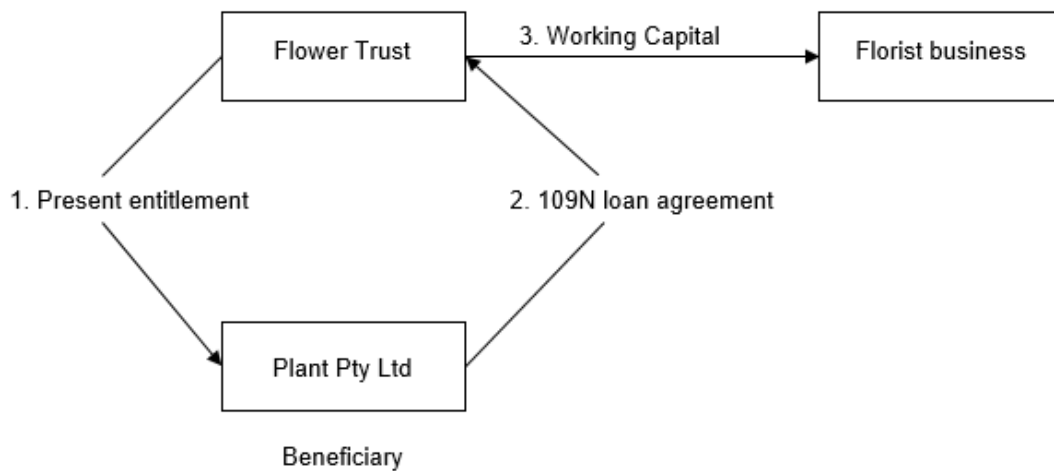 3. Working Capital
Flower Trust
Florist business
1. Present entitlement
2. 109N loan agreement
Plant Pty Ltd
Beneficiary